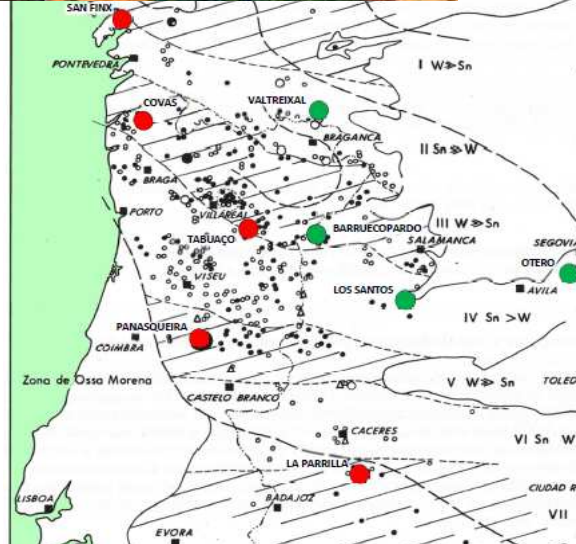 SAN FINX
PONTEVEDRA
I W≫Sn
COVAS
VALTREIXAL
BRAGANCA
II Sn≫W
BRAGA
PORTO
VILLAREAL
III W≫Sn
TABUAÇO
BARRUECOPARDO
SALAMANCA
SEGOVIA
OTERO
VISEU
LOS SANTOS
AVILA
IV Sn >W
PANASQUEIRA
COIMBRA
Zona de Ossa Morena
V W≫ Sn
TOLED
CASTELO BRANCO
CACERES
VI Sn W
LA PARRILLA
LISBOA
BADAJOZ
CIUDAD R
VII
EVORA